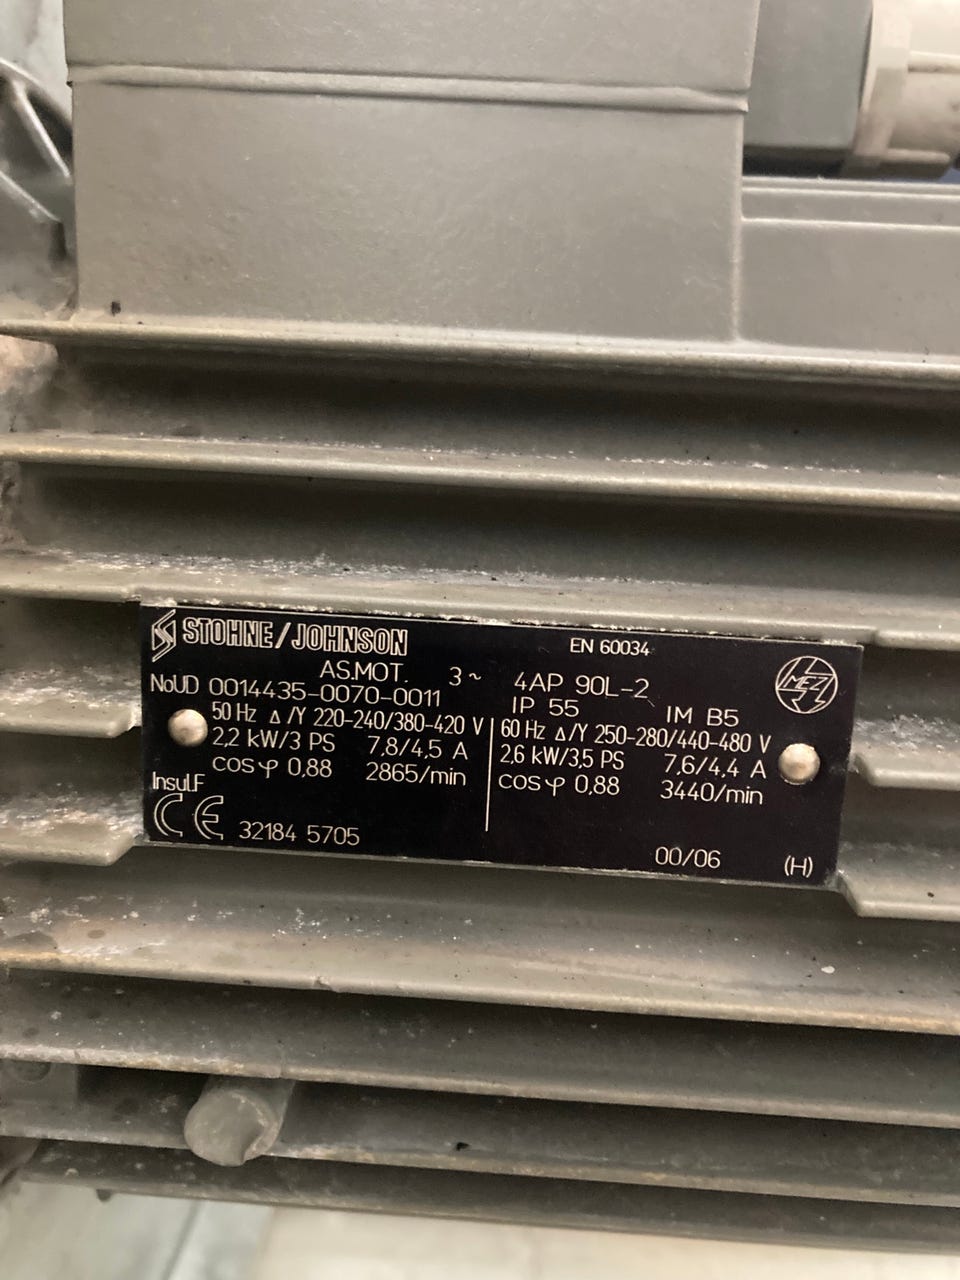 STOHNE/JOHNSON EN 60034
AS.MOT. 3~ 4AP 90L-2 MEZ
NoUD 0014435-0070-0011 IP 55 IM B5
50 Hz Δ/Y 220-240/380-420 V
2,2 kW/3 PS 7,8/4,5 A
cosφ 0,88 2865/min
60 Hz Δ/Y 250-280/440-480 V
2,6 kW/3,5 PS 7,6/4,4 A
cosφ 0,88 3440/min
Insul.F
CE 32184 5705 00/06 (H)